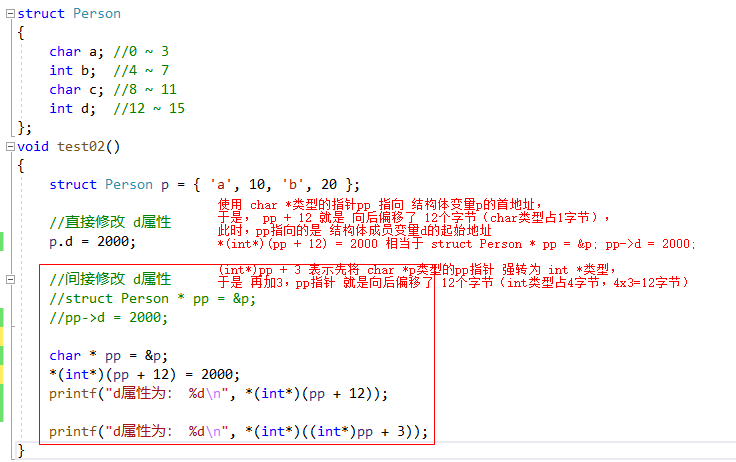 struct Person
{
char a; //0 ~ 3
int b; //4 ~ 7
char c; //8 ~ 11
int d; //12 ~ 15
};
void test02()
{
struct Person p = { 'a', 10, 'b', 20 };
使用 char *类型的指针pp 指向 结构体变量p的首地址，
于是， pp + 12 就是 向后偏移了 12个字节（char类型占1字节），
//直接修改 d属性
此时，pp指向的是 结构体成员变量d的起始地址
p.d = 2000;
*(int*)(pp + 12) = 2000 相当于 struct Person * pp = &p; pp->d = 2000;
(int*)pp + 3 表示先将 char *p类型的pp指针 强转为 int *类型，
//间接修改 d属性
于是 再加3，pp指针 就是向后偏移了 12个字节（int类型占4字节，4x3=12字节）
//struct Person * pp = &p;
//pp->d = 2000;
char * pp = &p;
*(int*)(pp + 12) = 2000;
printf("d属性为： %d\n", *(int*)(pp + 12));
printf("d属性为： %d\n", *(int*)((int*)pp + 3));
}